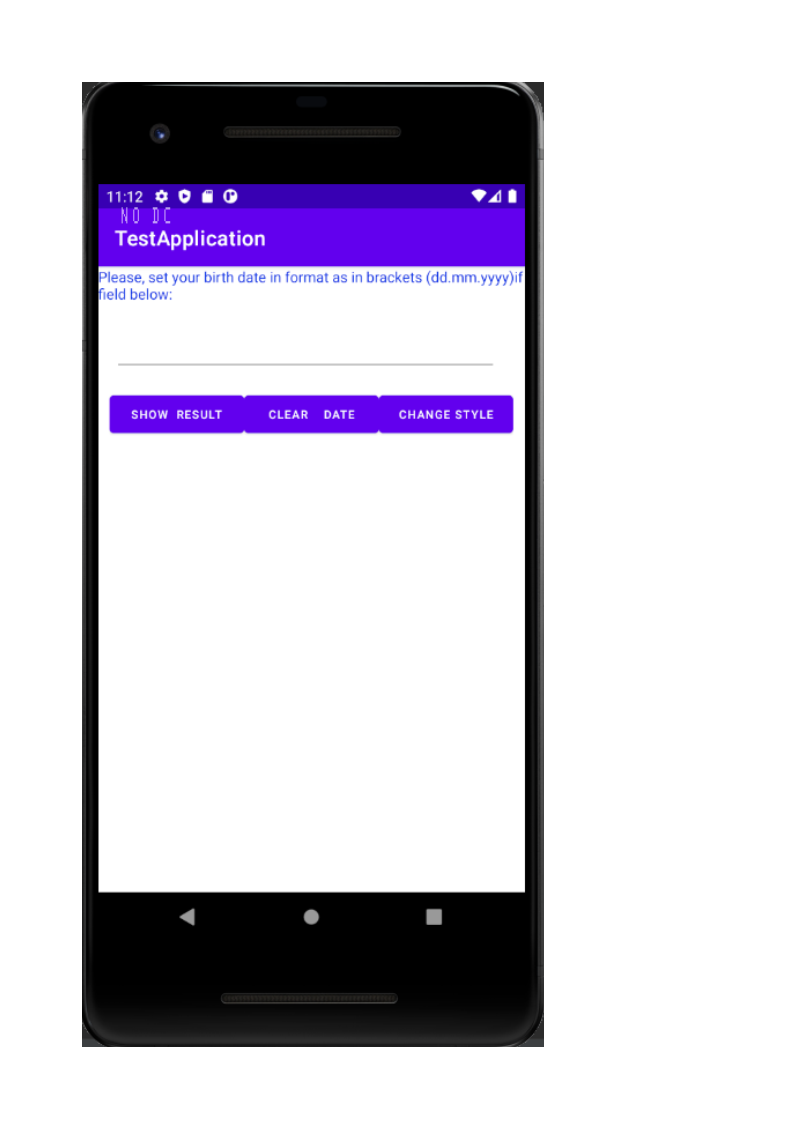 11:12
NO DC
TestApplication
Please, set your birth date in format as in brackets (dd.mm.yyyy)if
field below:
SHOW RESULT CLEAR DATE CHANGE STYLE